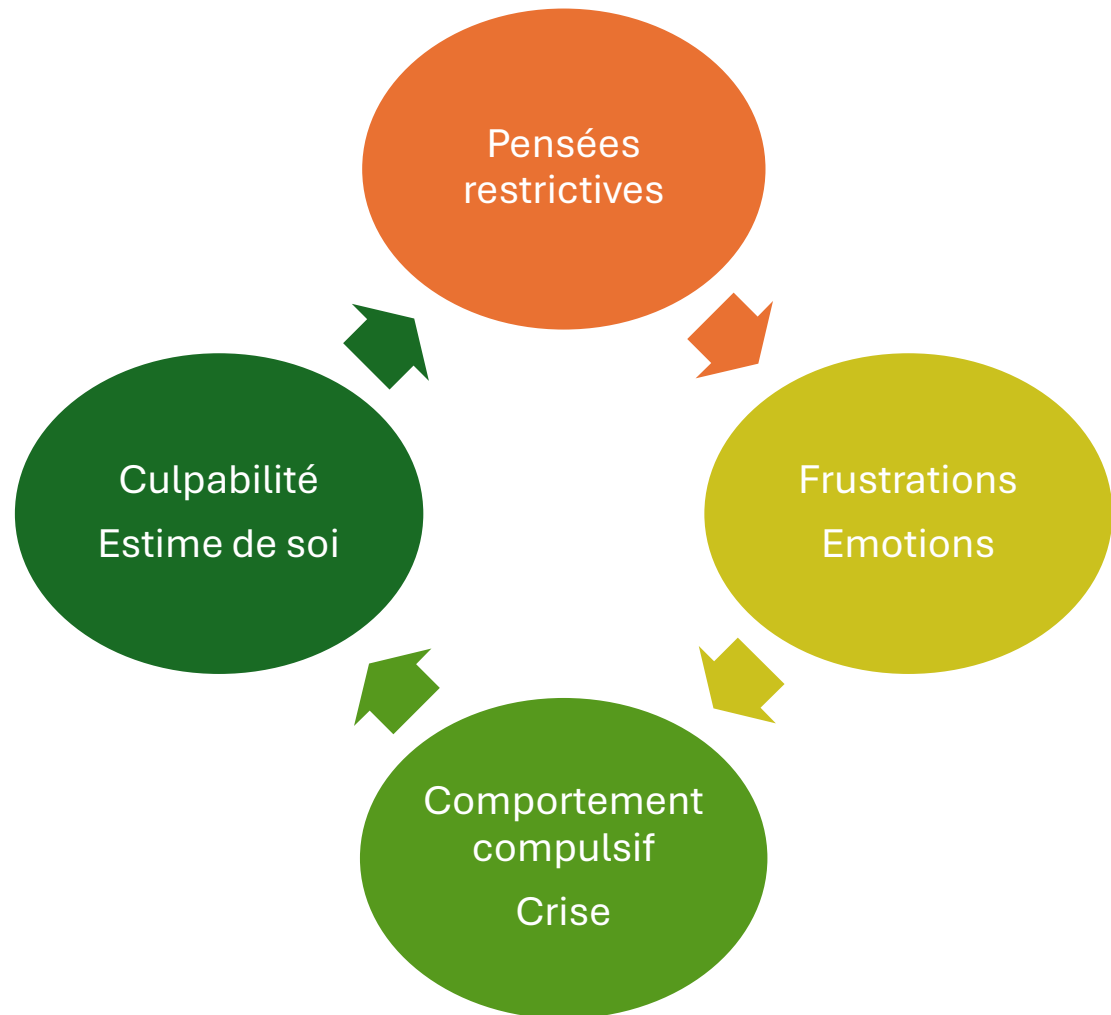 Pensées
restrictives
Culpabilité
Estime de soi
Frustrations
Emotions
Comportement
compulsif
Crise